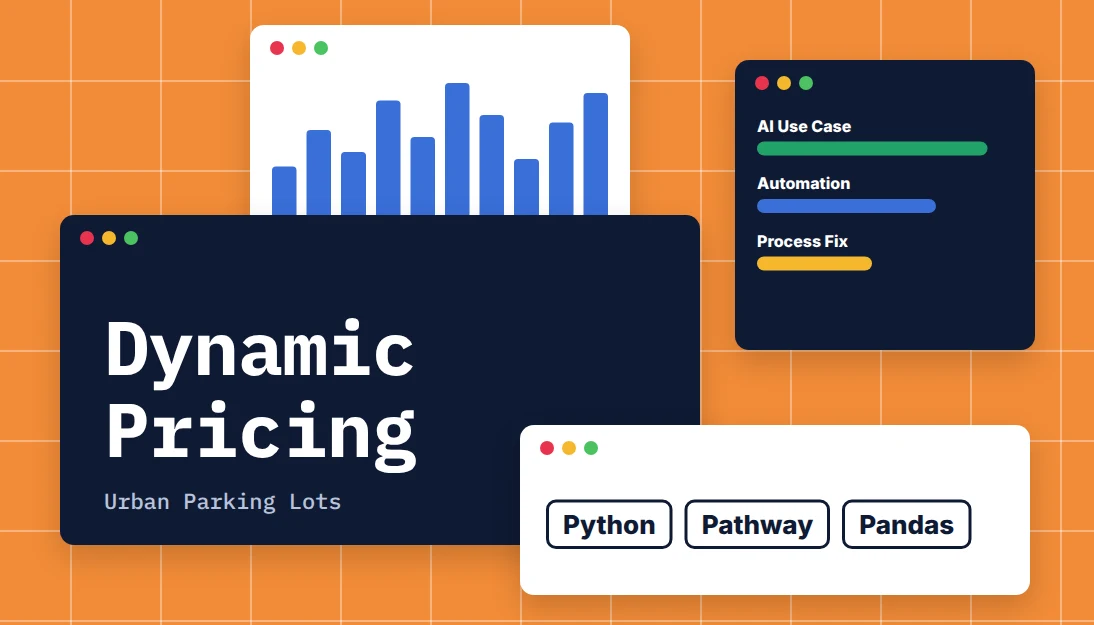 AI Use Case
Automation
Process Fix
Dynamic
Pricing
Urban Parking Lots
Python
Pathway
Pandas